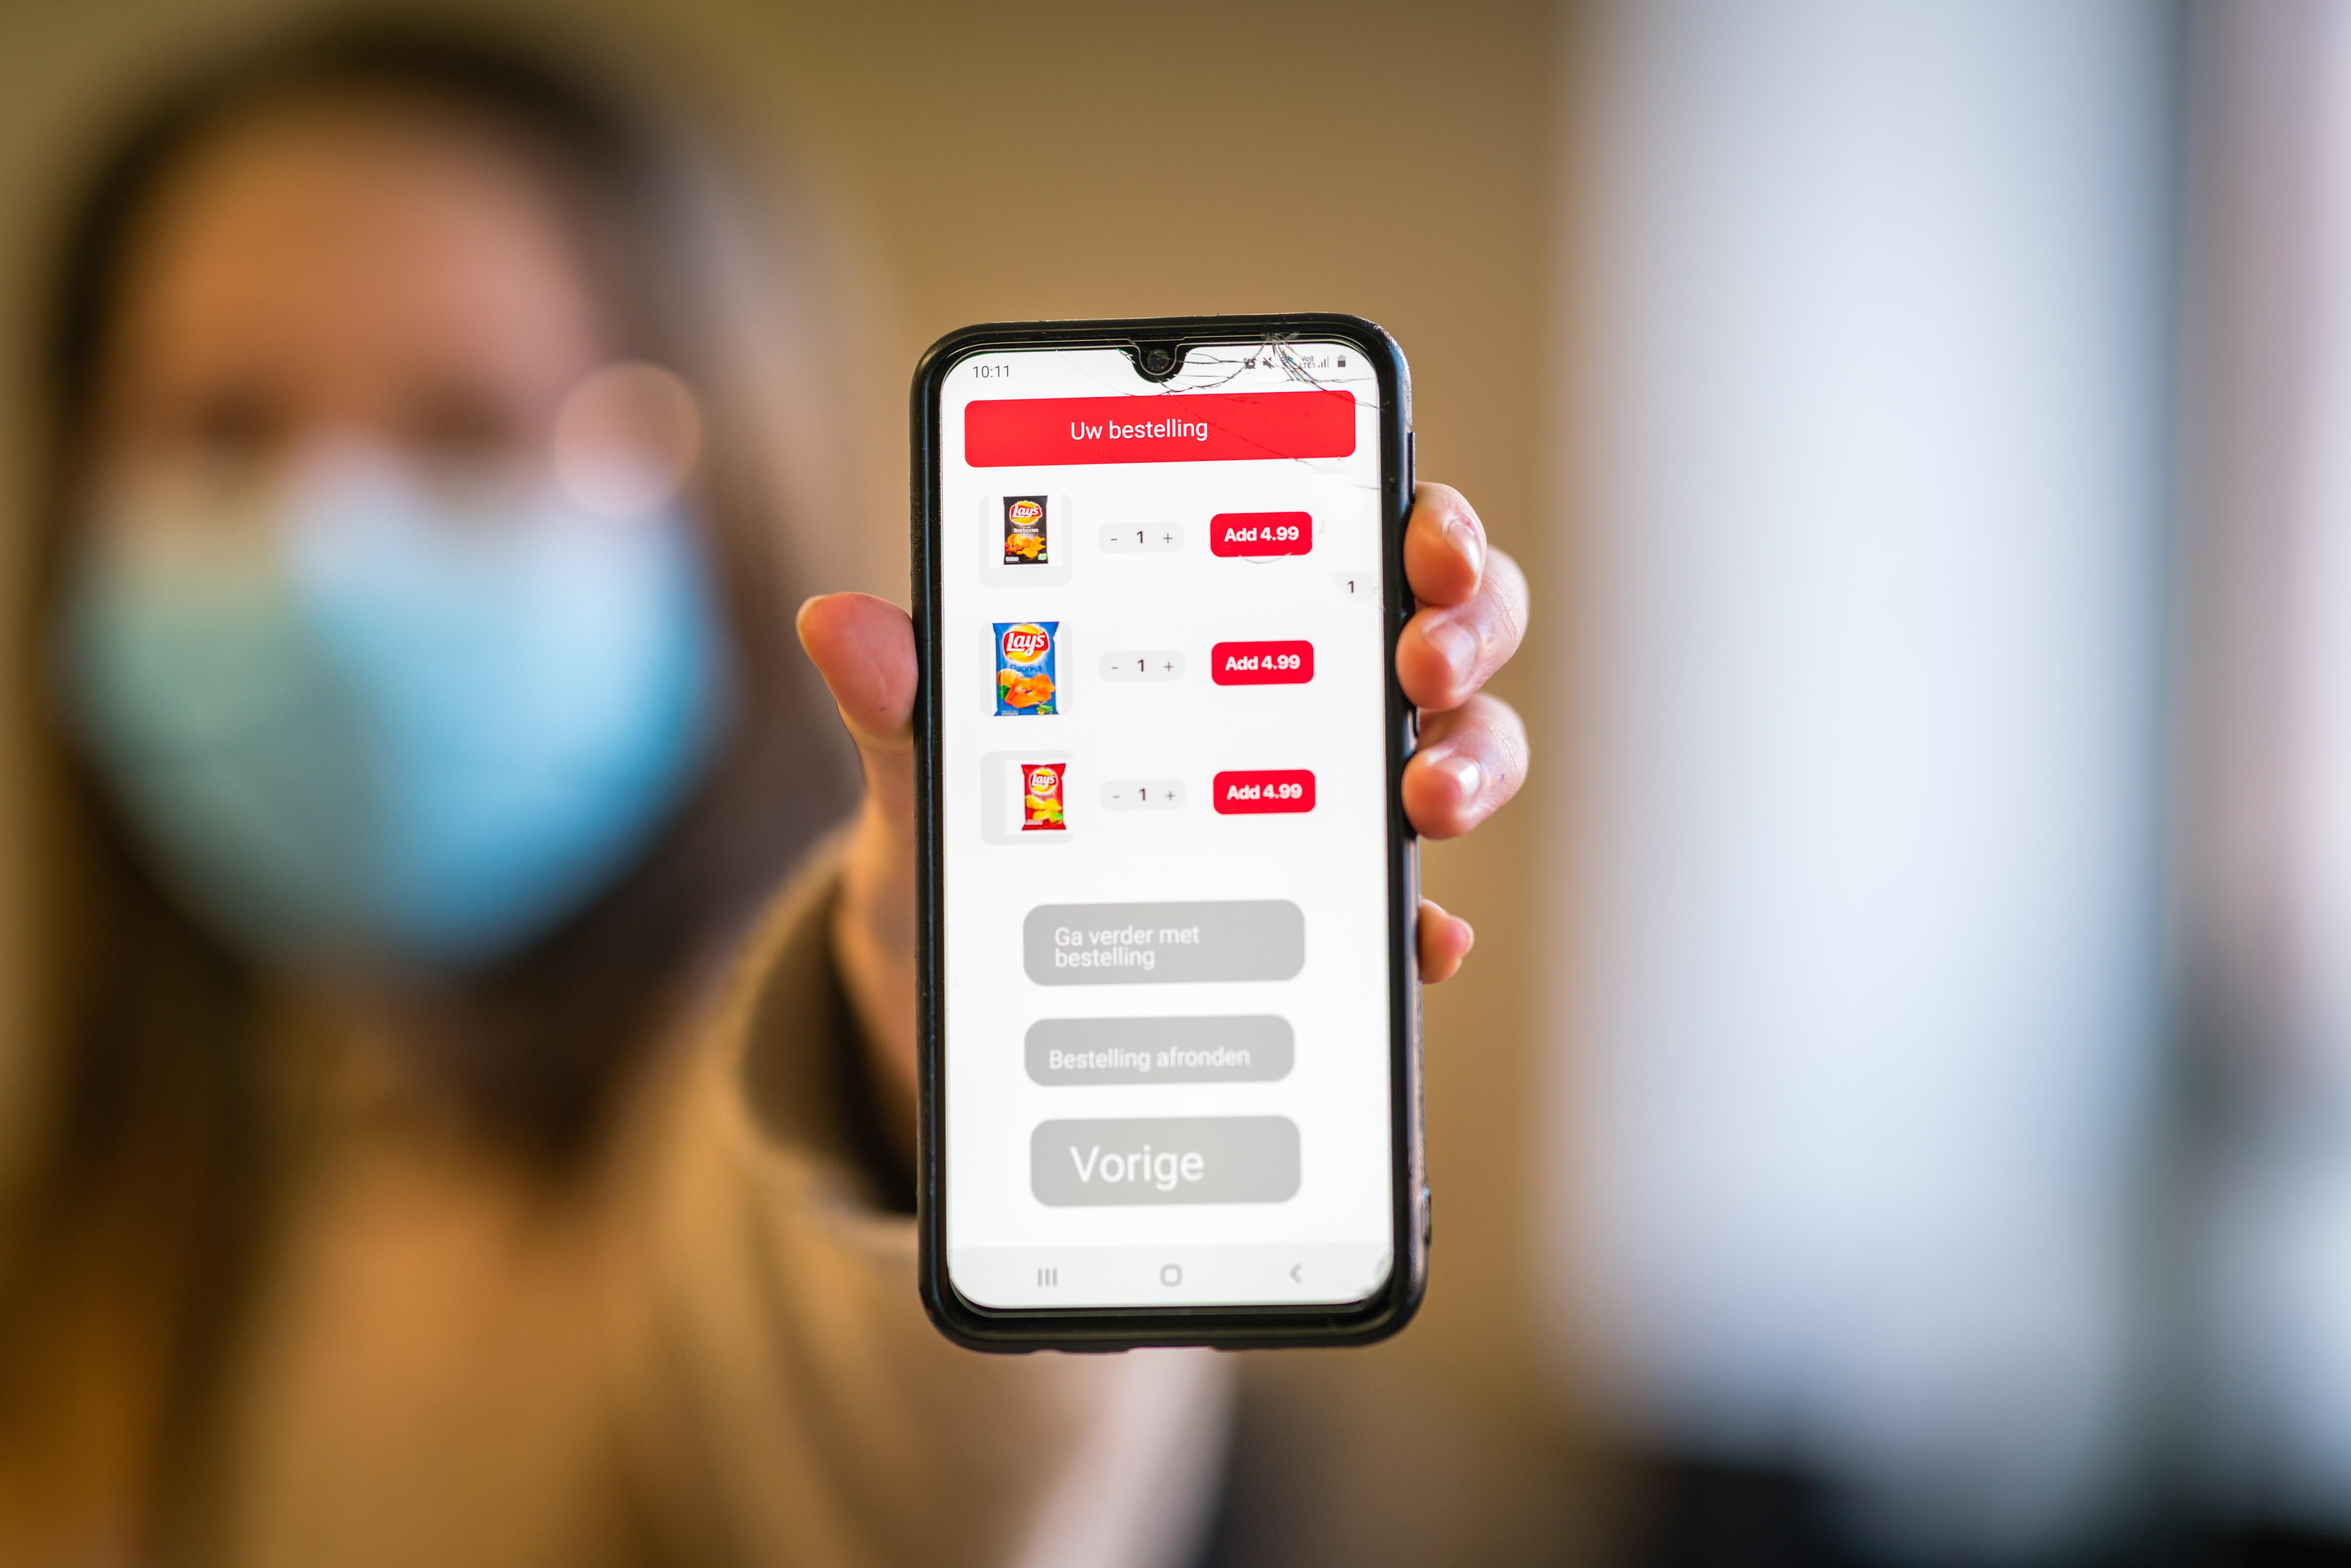 10:11
Uw bestelling
Lay's
- 1 +
Add 4.99
1
Lay's
Paprika
- 1 +
Add 4.99
Lay's
- 1 +
Add 4.99
Ga verder met
bestelling
Bestelling afronden
Vorige